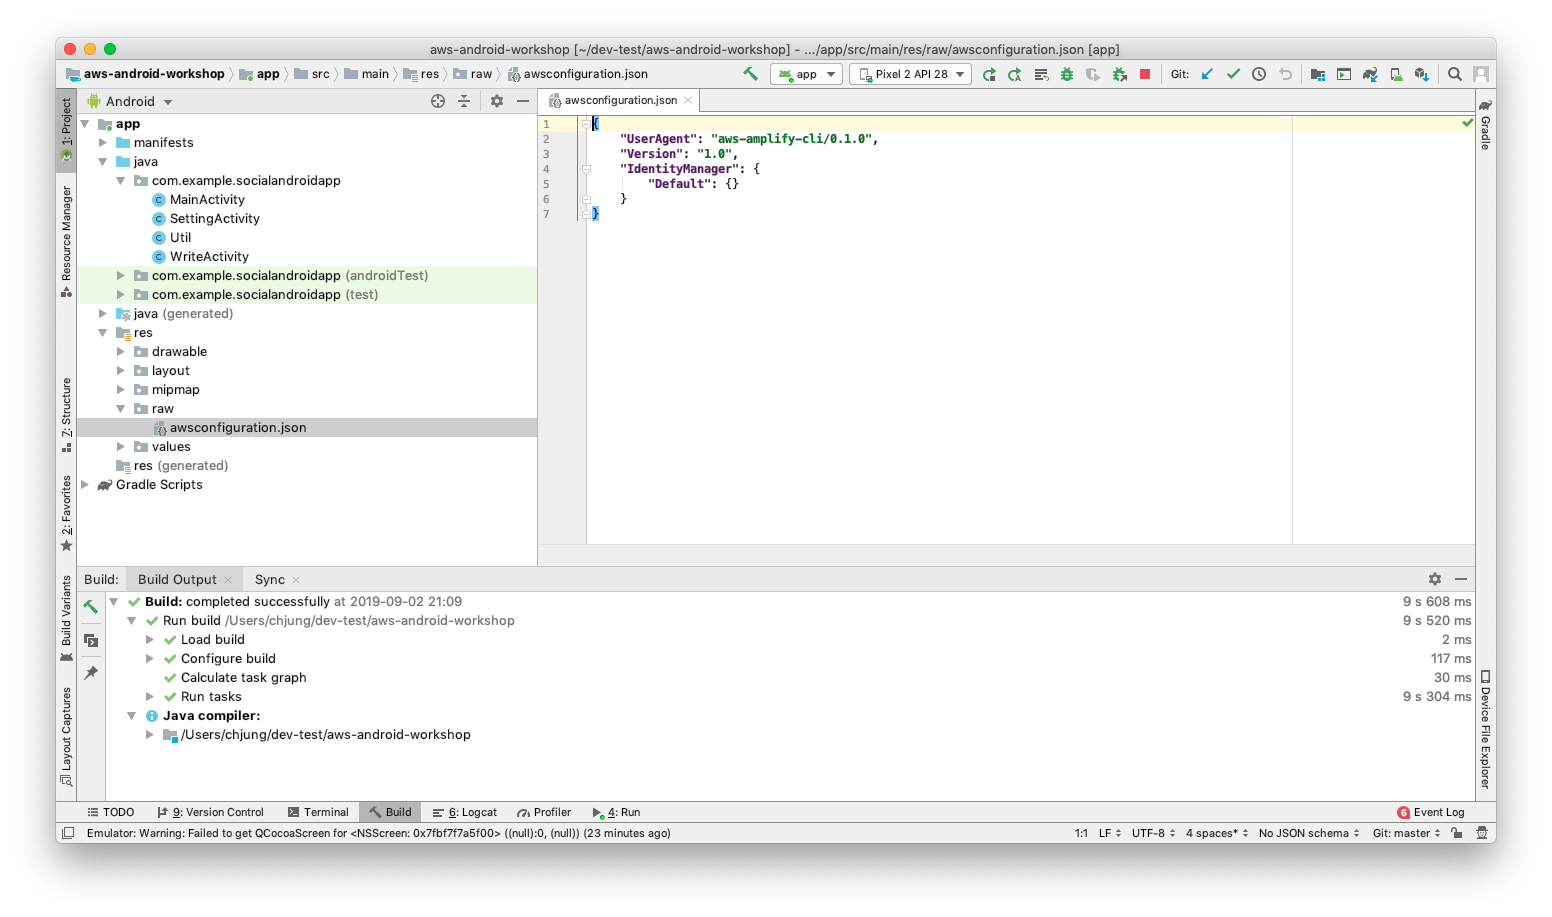 aws-android-workshop [~/dev-test/aws-android-workshop] - .../app/src/main/res/raw/awsconfiguration.json [app]
aws-android-workshop app src main res raw awsconfiguration.json app Pixel 2 API 28 Git:
1: Project
Resource Manager
Z: Structure
2: Favorites
Build Variants
Layout Captures
Android
app
manifests
java
com.example.socialandroidapp
MainActivity
SettingActivity
Util
WriteActivity
com.example.socialandroidapp (androidTest)
com.example.socialandroidapp (test)
java (generated)
res
drawable
layout
mipmap
raw
awsconfiguration.json
values
res (generated)
Gradle Scripts
awsconfiguration.json
1 {
2 "UserAgent": "aws-amplify-cli/0.1.0",
3 "Version": "1.0",
4 "IdentityManager": {
5 "Default": {}
6 }
7 }
Gradle
Device File Explorer
Build: Build Output Sync
Build: completed successfully at 2019-09-02 21:09 9 s 608 ms
Run build /Users/chjung/dev-test/aws-android-workshop 9 s 520 ms
Load build 2 ms
Configure build 117 ms
Calculate task graph 30 ms
Run tasks 9 s 304 ms
Java compiler:
/Users/chjung/dev-test/aws-android-workshop
TODO 9: Version Control Terminal Build 6: Logcat Profiler 4: Run 6 Event Log
Emulator: Warning: Failed to get QCocoaScreen for <NSScreen: 0x7fbf7f7a5f00> ((null):0, (null)) (23 minutes ago) 1:1 LF UTF-8 4 spaces* No JSON schema Git: master